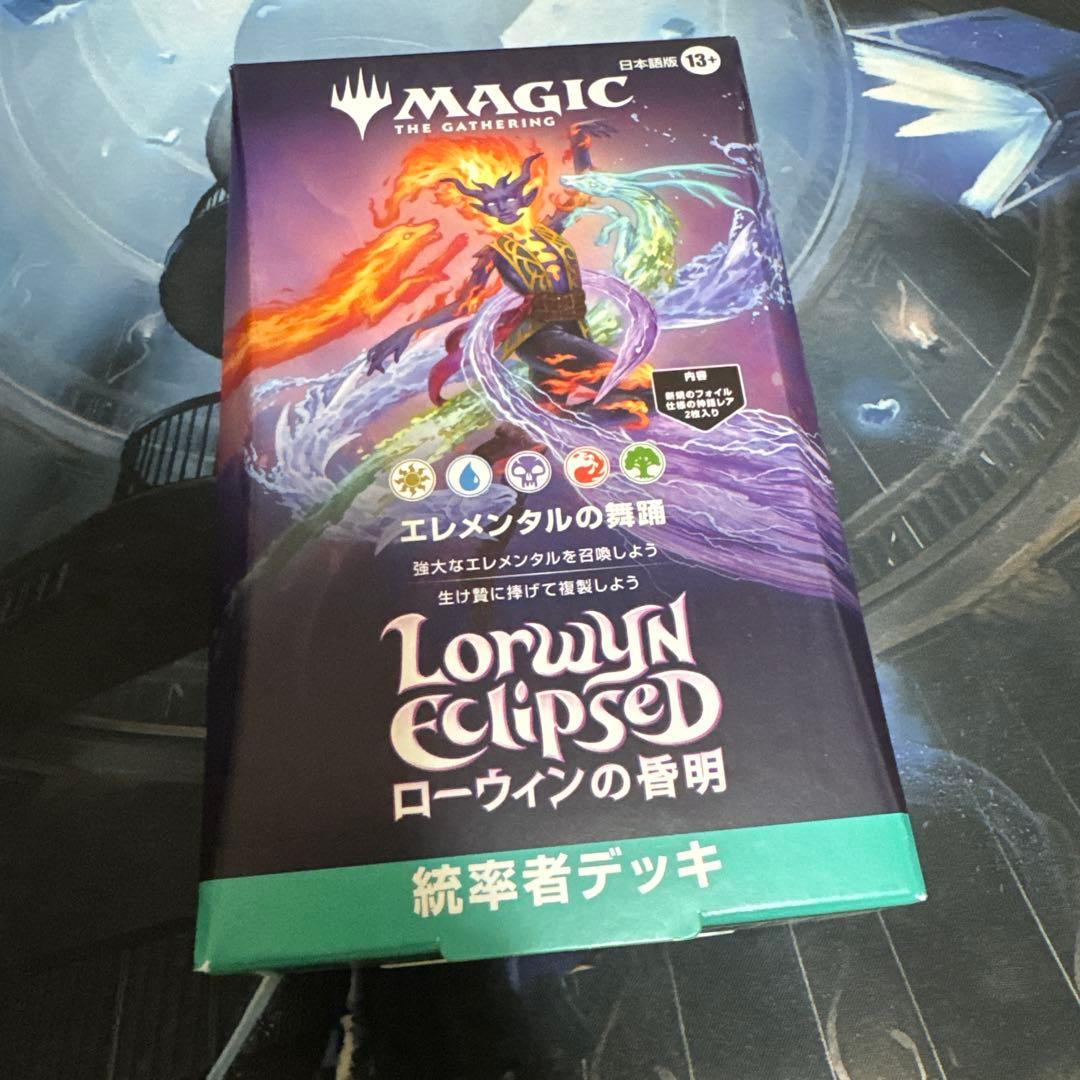 日本語版 13+
MAGIC
THE GATHERING
内容
新規のフォイル
仕様の神話レア
2枚入り
エレメンタルの舞踊
強大なエレメンタルを召喚しよう
生け贄に捧げて複製しよう
LORWYN
ECLIPSED
ローウィンの昏明
統率者デッキ